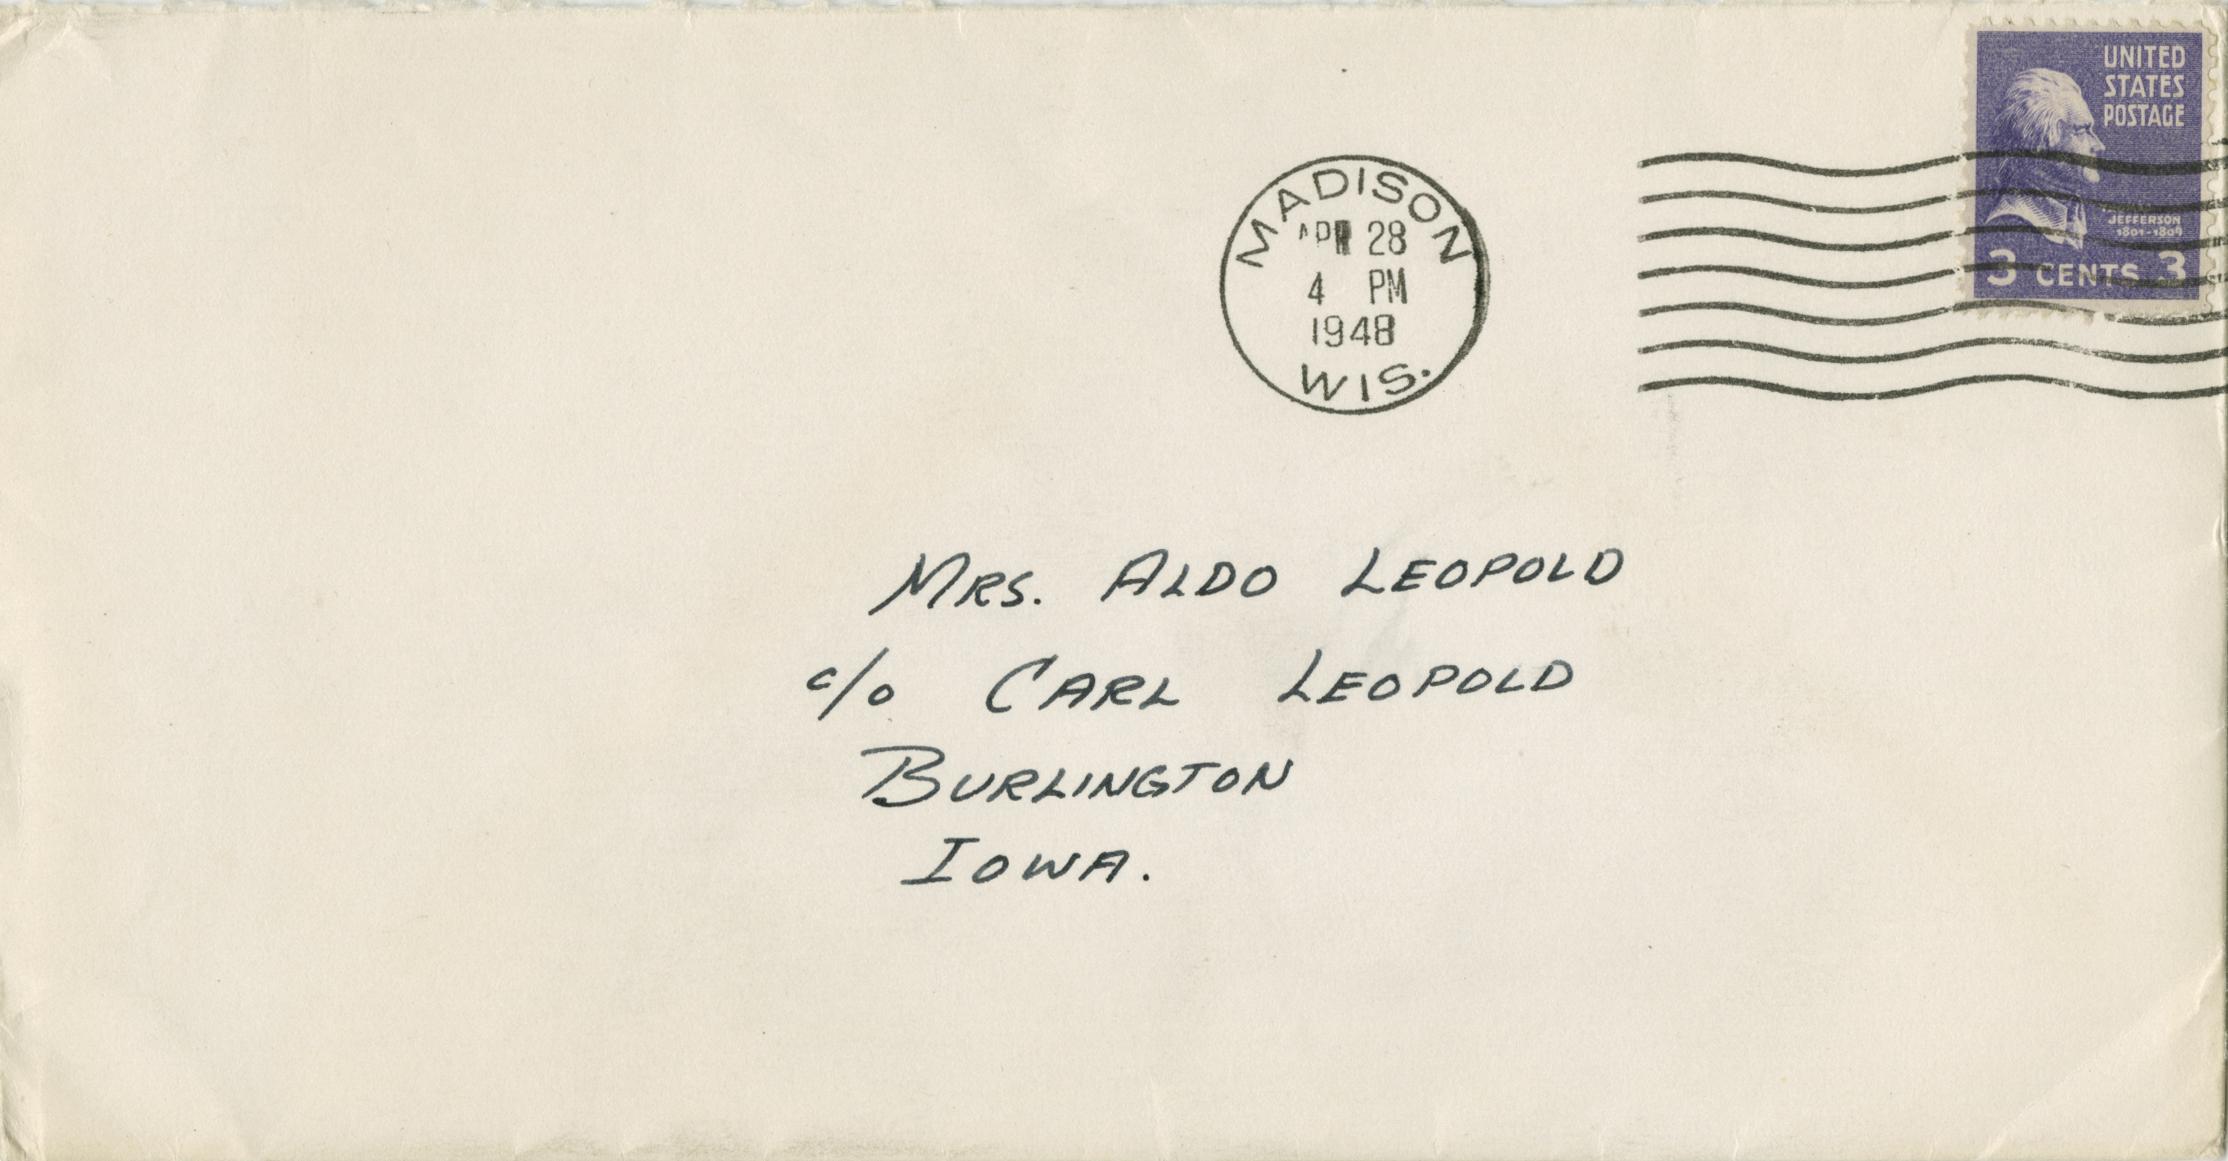 UNITED
STATES
POSTAGE
JEFFERSON
1801-1809
3 CENTS 3
MADISON
APR 28
4 PM
1948
WIS.
MRS. ALDO LEOPOLD
c/o CARL LEOPOLD
BURLINGTON
IOWA.